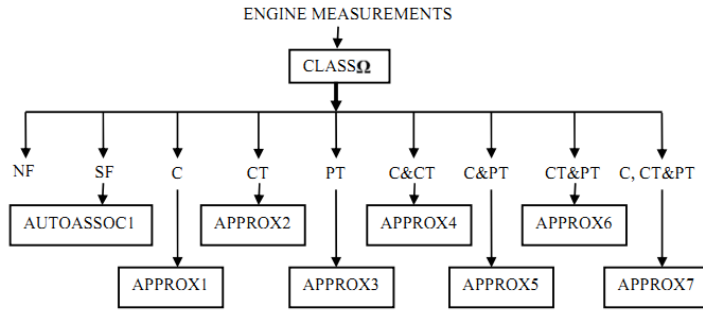 ENGINE MEASUREMENTS
CLASSΩ
NF SF C CT PT C&CT C&PT CT&PT C, CT&PT
AUTOASSOC1 APPROX2 APPROX4 APPROX6
APPROX1 APPROX3 APPROX5 APPROX7